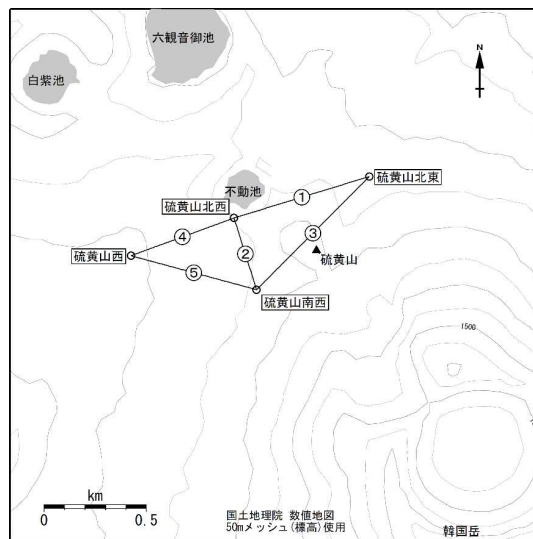 六観音御池
白紫池
N
不動池
硫黄山北東
①
硫黄山北西
③
④
②
硫黄山西
硫黄山
⑤
硫黄山南西
1500
km
0 0.5
国土地理院 数値地図
50mメッシュ(標高)使用
韓国岳